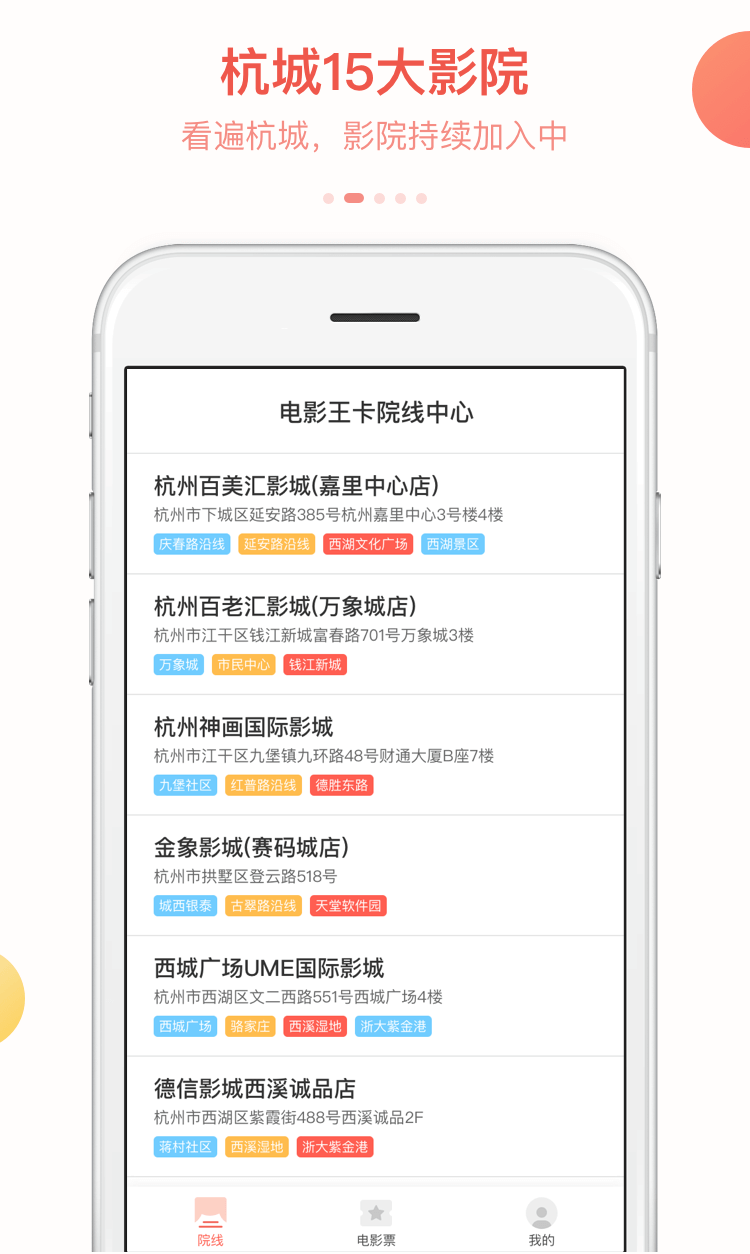 杭城15大影院
看遍杭城，影院持续加入中
电影王卡院线中心
杭州百美汇影城(嘉里中心店)
杭州市下城区延安路385号杭州嘉里中心3号楼4楼
庆春路沿线 延安路沿线 西湖文化广场 西湖景区
杭州百老汇影城(万象城店)
杭州市江干区钱江新城富春路701号万象城3楼
万象城 市民中心 钱江新城
杭州神画国际影城
杭州市江干区九堡镇九环路48号财通大厦B座7楼
九堡社区 红普路沿线 德胜东路
金象影城(赛码城店)
杭州市拱墅区登云路518号
城西银泰 古翠路沿线 天堂软件园
西城广场UME国际影城
杭州市西湖区文二西路551号西城广场4楼
西城广场 骆家庄 西溪湿地 浙大紫金港
德信影城西溪诚品店
杭州市西湖区紫霞街488号西溪诚品2F
蒋村社区 西溪湿地 浙大紫金港
院线 电影票 我的